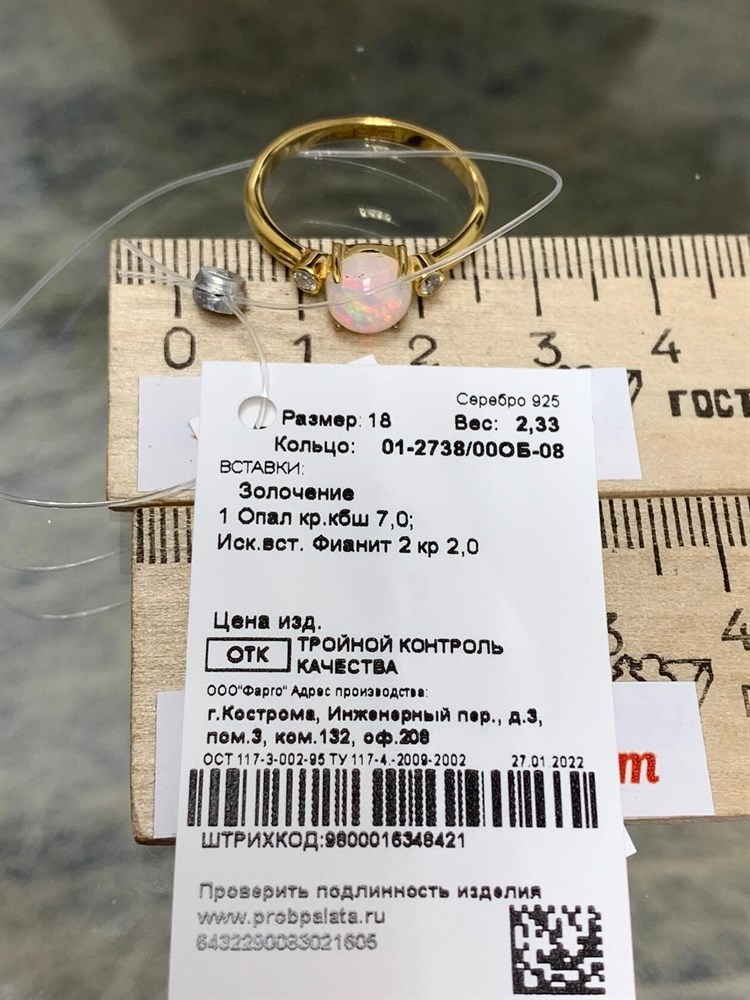 0 1 2 3 4
ГОСТ
Серебро 925
Размер: 18 Вес: 2,33
Кольцо: 01-2738/00ОБ-08
ВСТАВКИ:
Золочение
1 Опал кр.кбш 7,0;
Иск.вст. Фианит 2 кр 2,0
3 4
Цена изд.
ОТК ТРОЙНОЙ КОНТРОЛЬ
КАЧЕСТВА
ООО"Фарго" Адрес производства:
г.Кострома, Инженерный пер., д.3,
пом.3, ком.132, оф.208
m
ОСТ 117-3-002-95 ТУ 117-4.-2009-2002 27.01.2022
ШТРИХКОД:9800016348421
Проверить подлинность изделия
www.probpalata.ru
6432290083021605